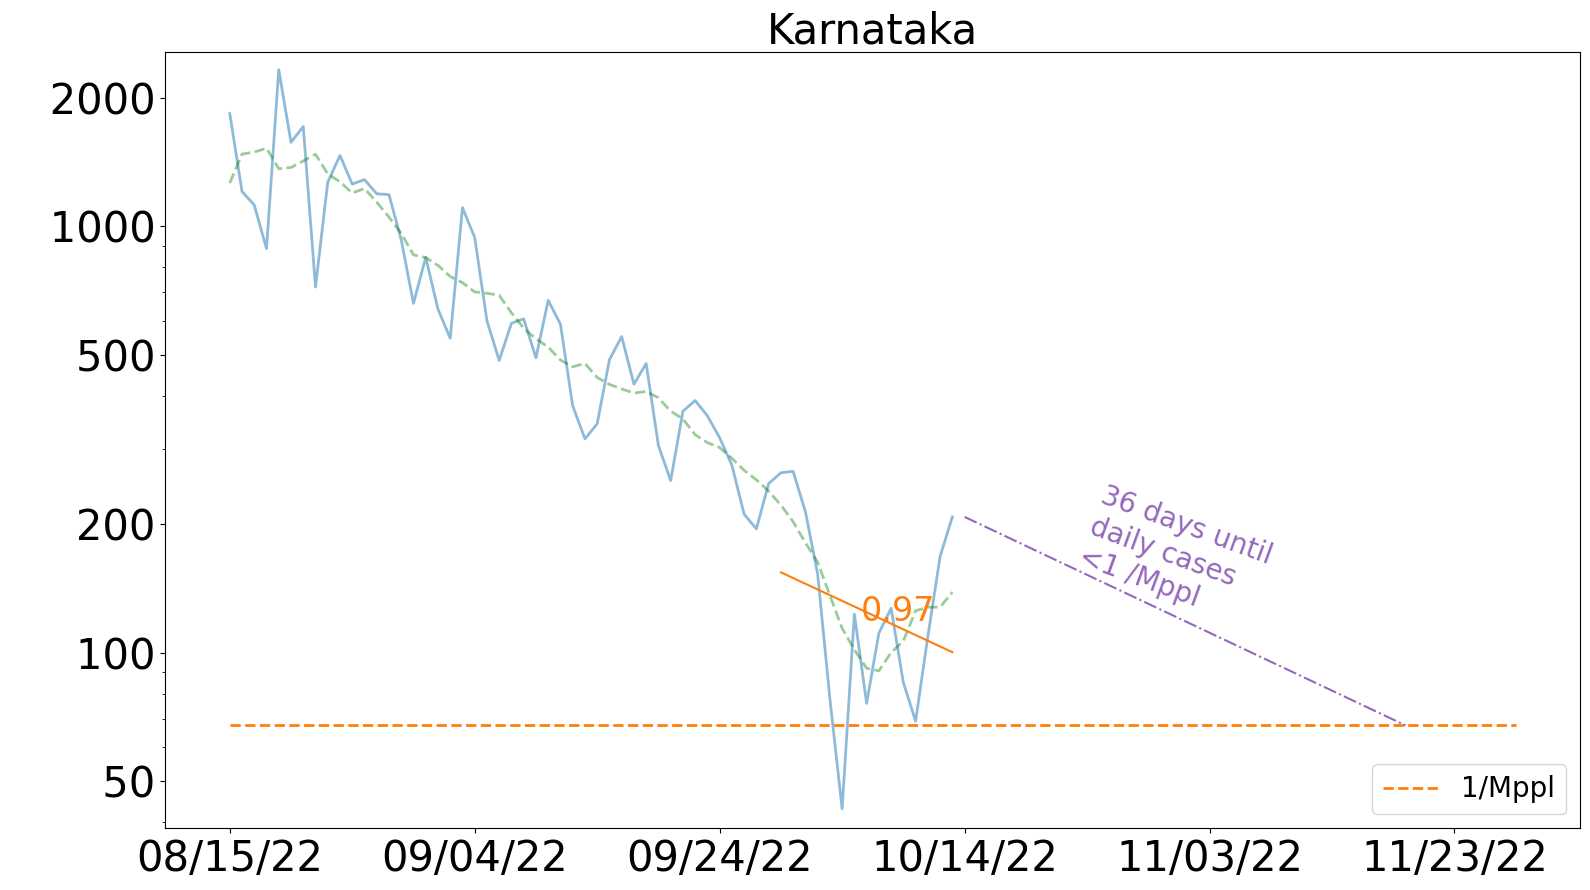 Karnataka
2000
1000
500
200
100
50
36 days until
daily cases
<1 /Mppl
0.97
1/Mppl
08/15/22
09/04/22
09/24/22
10/14/22
11/03/22
11/23/22